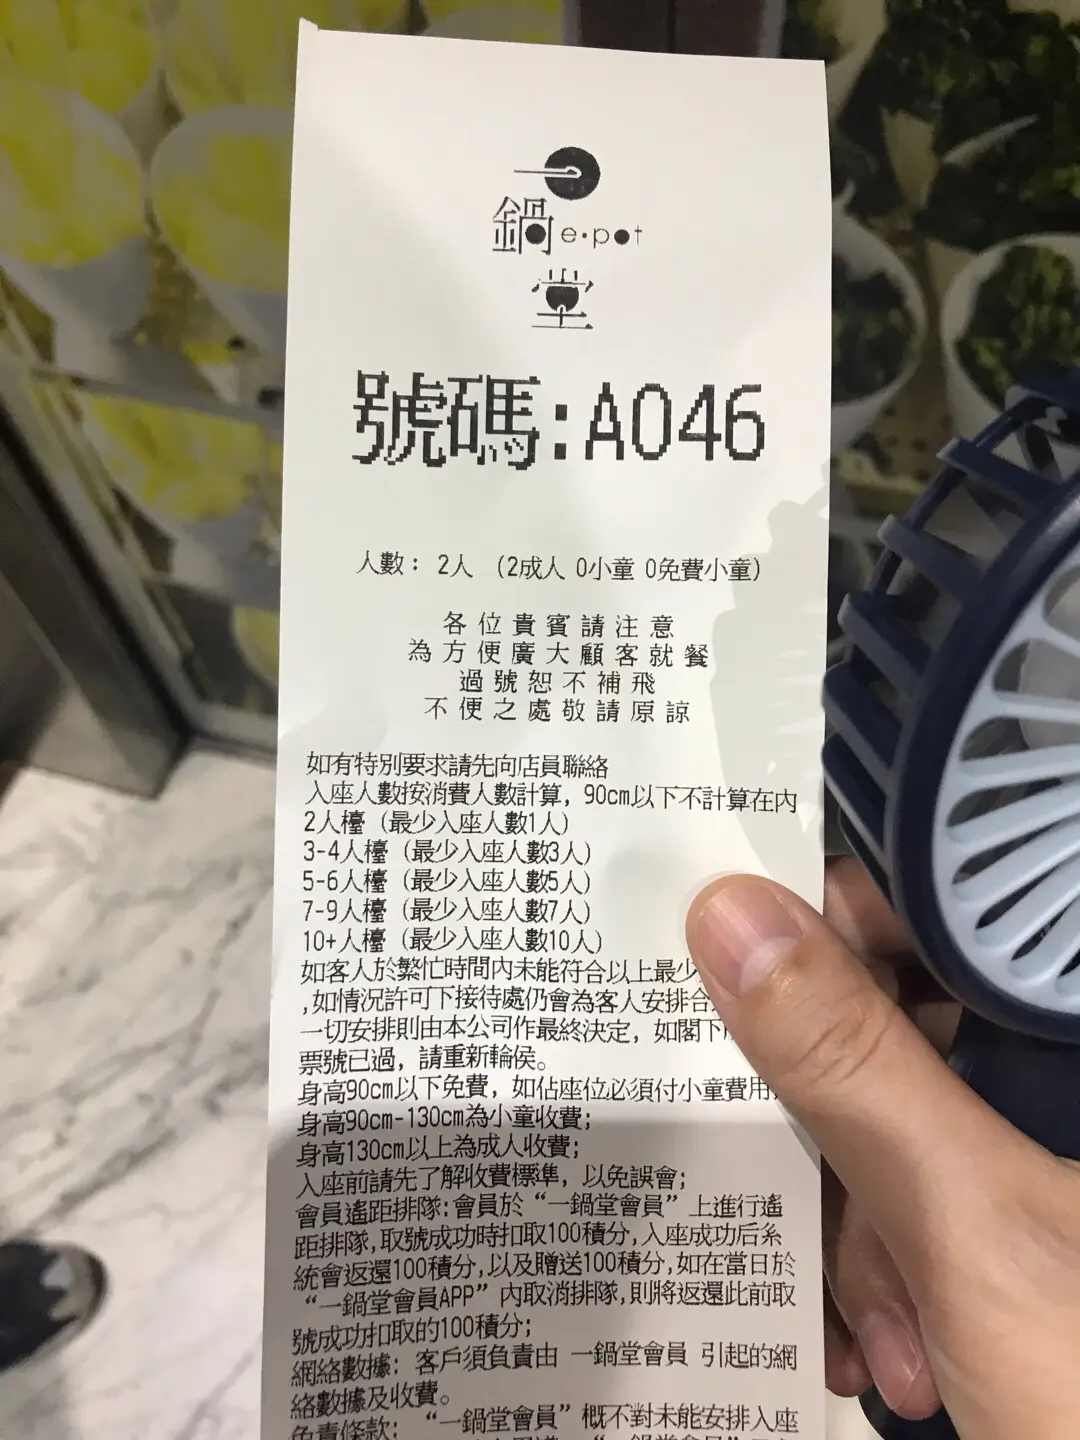 一
鍋e·pot
堂
號碼:A046
人數: 2人 (2成人 0小童 0免費小童)
各位貴賓請注意
為方便廣大顧客就餐
過號恕不補飛
不便之處敬請原諒
如有特別要求請先向店員聯絡
入座人數按消費人數計算, 90cm以下不計算在內
2人檯 (最少入座人數1人)
3-4人檯 (最少入座人數3人)
5-6人檯 (最少入座人數5人)
7-9人檯 (最少入座人數7人)
10+人檯 (最少入座人數10人)
如客人於繁忙時間內未能符合以上最少
,如情況許可下接待處仍會為客人安排合
一切安排則由本公司作最終決定, 如閣下
票號已過, 請重新輪侯。
身高90cm以下免費, 如佔座位必須付小童費用
身高90cm-130cm為小童收費;
身高130cm以上為成人收費;
入座前請先了解收費標準, 以免誤會;
會員遙距排隊:會員於“一鍋堂會員”上進行遙
距排隊,取號成功時扣取100積分,入座成功后系
統會返還100積分,以及贈送100積分,如在當日於
“一鍋堂會員APP”內取消排隊,則將返還此前取
號成功扣取的100積分;
網絡數據: 客戶須負責由 一鍋堂會員 引起的網
絡數據及收費。
免責條款: “一鍋堂會員”概不對未能安排入座